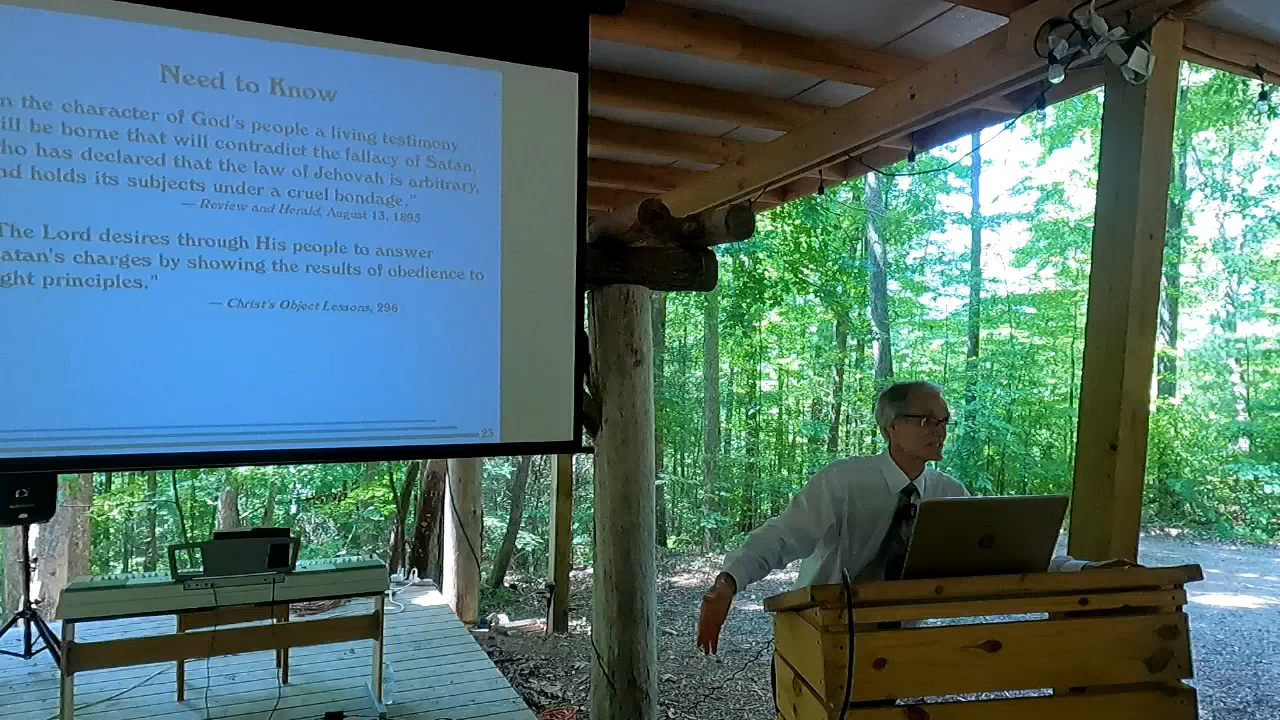 Need to Know
n the character of God's people a living testimony
ill be borne that will contradict the fallacy of Satan,
ho has declared that the law of Jehovah is arbitrary,
nd holds its subjects under a cruel bondage."
— Review and Herald, August 13, 1895
The Lord desires through His people to answer
atan's charges by showing the results of obedience to
ght principles."
— Christ's Object Lessons, 296
25
hp